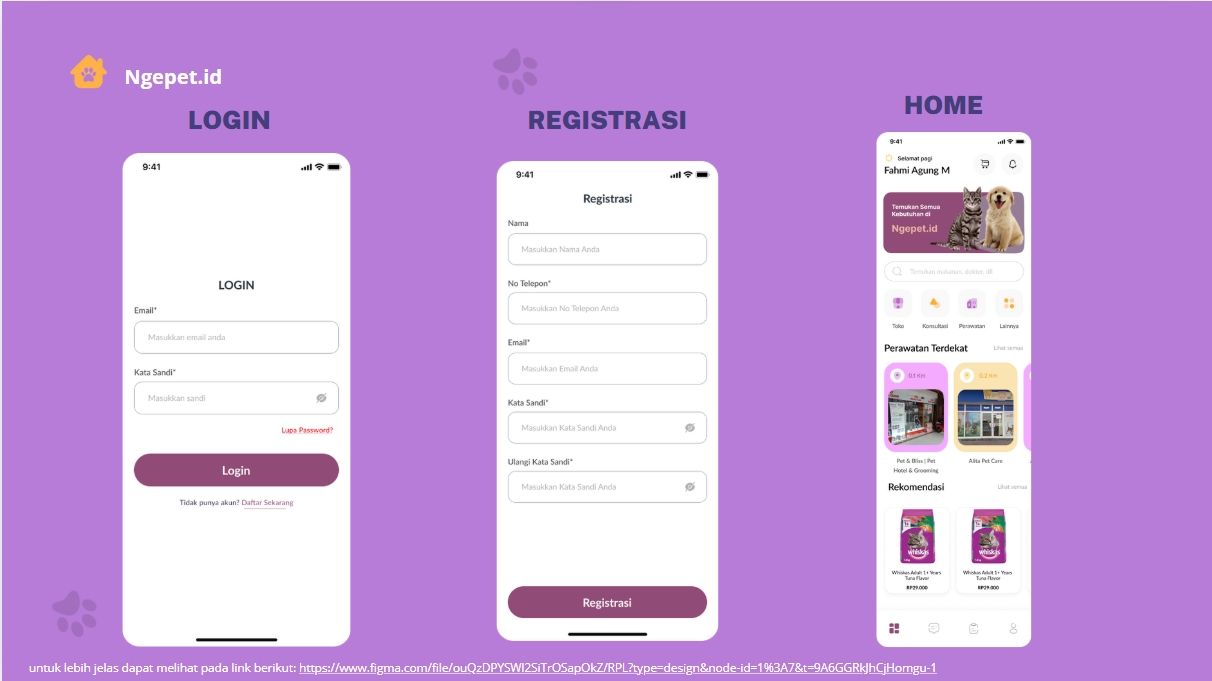 Ngepet.id
LOGIN
9:41
LOGIN
Email*
Masukkan email anda
Kata Sandi*
Masukkan sandi
Lupa Password?
Login
Tidak punya akun? Daftar Sekarang
REGISTRASI
9:41
Registrasi
Nama
Masukkan Nama Anda
No Telepon*
Masukkan No Telepon Anda
Email*
Masukkan Email Anda
Kata Sandi*
Masukkan Kata Sandi Anda
Ulangi Kata Sandi*
Masukkan Kata Sandi Anda
Registrasi
HOME
9:41
Selamat pagi
Fahmi Agung M
Temukan Semua
Kebutuhan di
Ngepet.id
Temukan makanan, dokter, dll
Toko Konsultasi Perawatan Lainnya
Perawatan Terdekat Lihat semua
0.1 Km 0.2 Km
Pet & Bliss | Pet
Hotel & Grooming
Alita Pet Care
Rekomendasi Lihat semua
whiskas whiskas
Whiskas Adult 1+ Years
Tuna Flavor
RP29.000
Whiskas Adult 1+ Years
Tuna Flavor
RP29.000
untuk lebih jelas dapat melihat pada link berikut: https://www.figma.com/file/ouQzDPYSWI2SiTrOSapOkZ/RPL?type=design&node-id=1%3A7&t=9A6GGRkJhCjHomgu-1